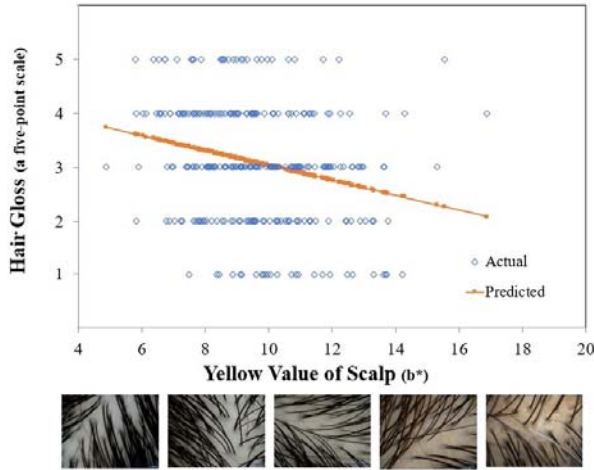 Hair Gloss (a five-point scale)
5
4
3
2
1
Actual
Predicted
4 6 8 10 12 14 16 18 20
Yellow Value of Scalp (b*)